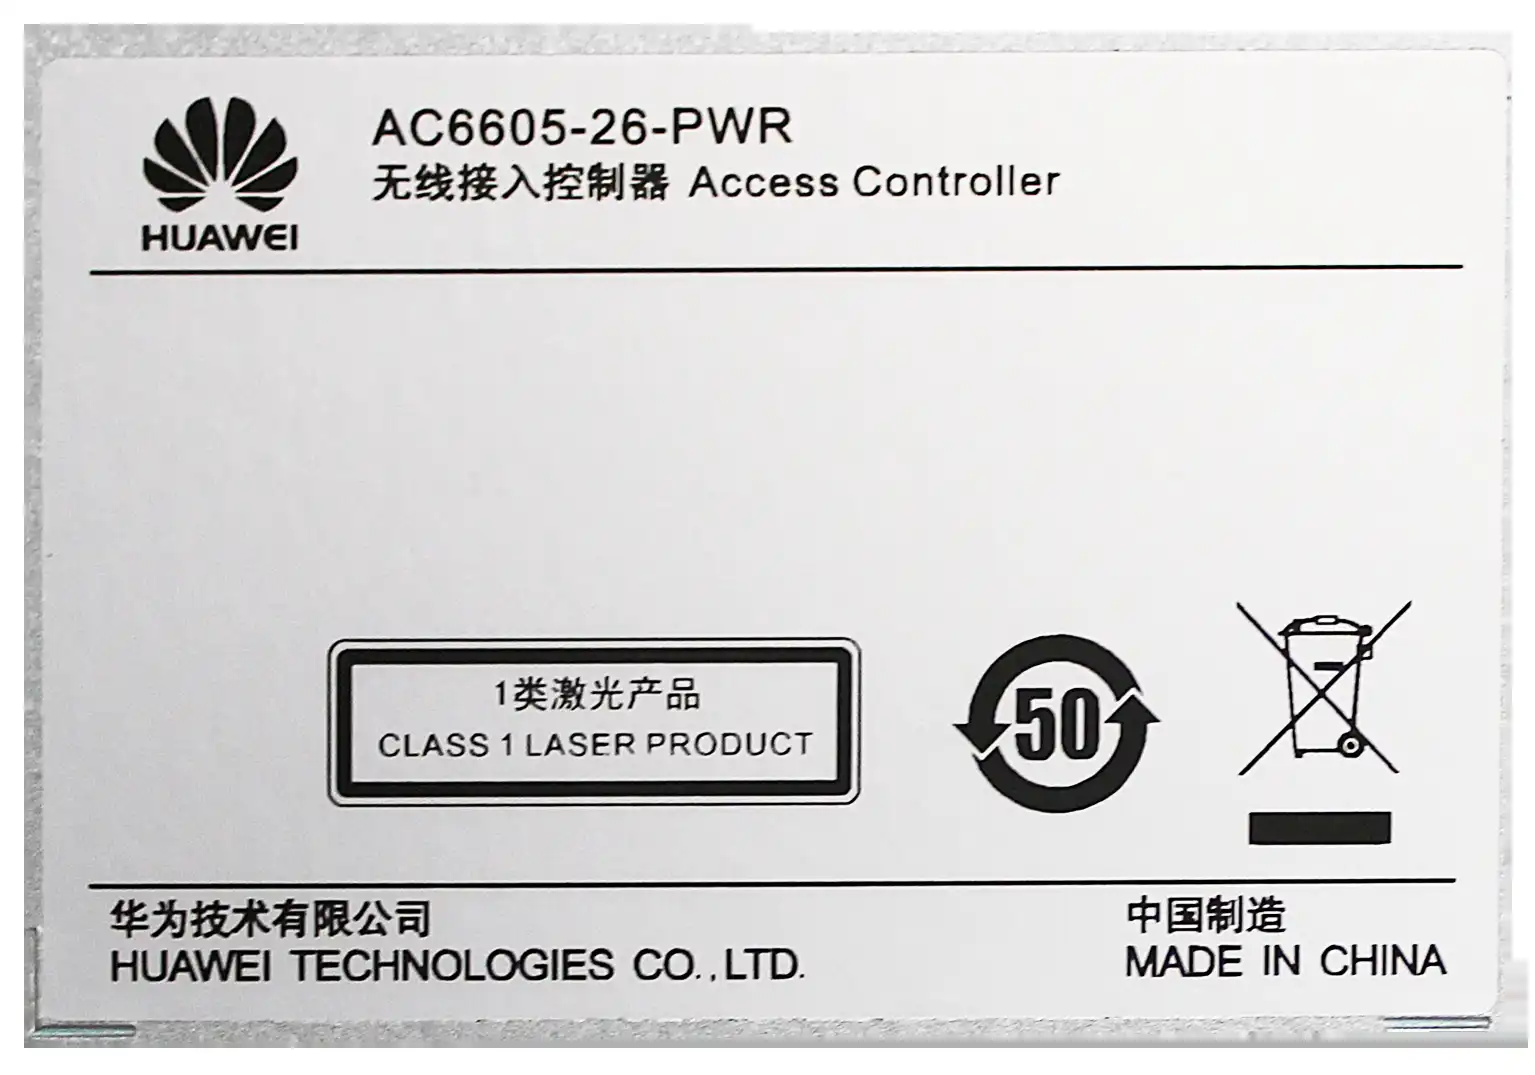 HUAWEI
AC6605-26-PWR
无线接入控制器 Access Controller
1类激光产品
CLASS 1 LASER PRODUCT
50
华为技术有限公司
HUAWEI TECHNOLOGIES CO.,LTD.
中国制造
MADE IN CHINA